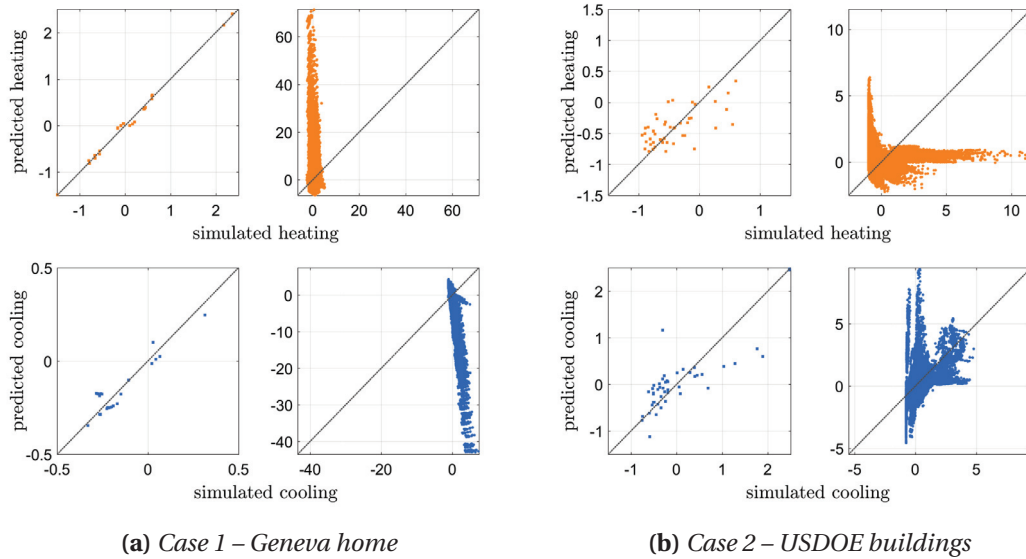 predicted heating
2
1
0
-1
-1 0 1 2
60
40
20
0
0 20 40 60
simulated heating
predicted heating
1.5
1
0.5
0
-0.5
-1
1.5
-1 0 1
10
5
0
0 5 10
simulated heating
predicted cooling
0.5
0
-0.5
-0.5 0 0.5
0
-10
-20
-30
-40
-40 -20 0
simulated cooling
predicted cooling
2
1
0
-1
-1 0 1 2
5
0
-5
-5 0 5
simulated cooling
(a) Case 1 – Geneva home
(b) Case 2 – USDOE buildings